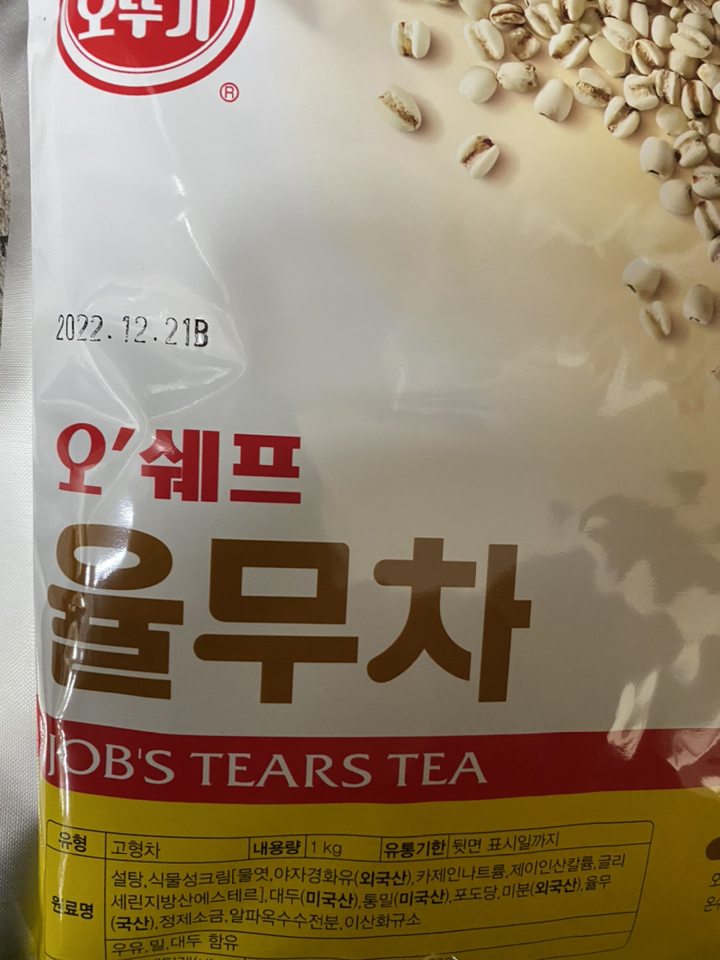 오뚜기
®
2022.12.21B
오'쉐프
율무차
JOB'S TEARS TEA
유형 고형차 내용량 1 kg 유통기한 뒷면 표시일까지
원료명 설탕,식물성크림[물엿,야자경화유(외국산),카제인나트륨,제이인산칼륨,글리
세린지방산에스테르],대두(미국산),통밀(미국산),포도당,미분(외국산),율무
(국산),정제소금,알파옥수수전분,이산화규소
우유,밀,대두 함유